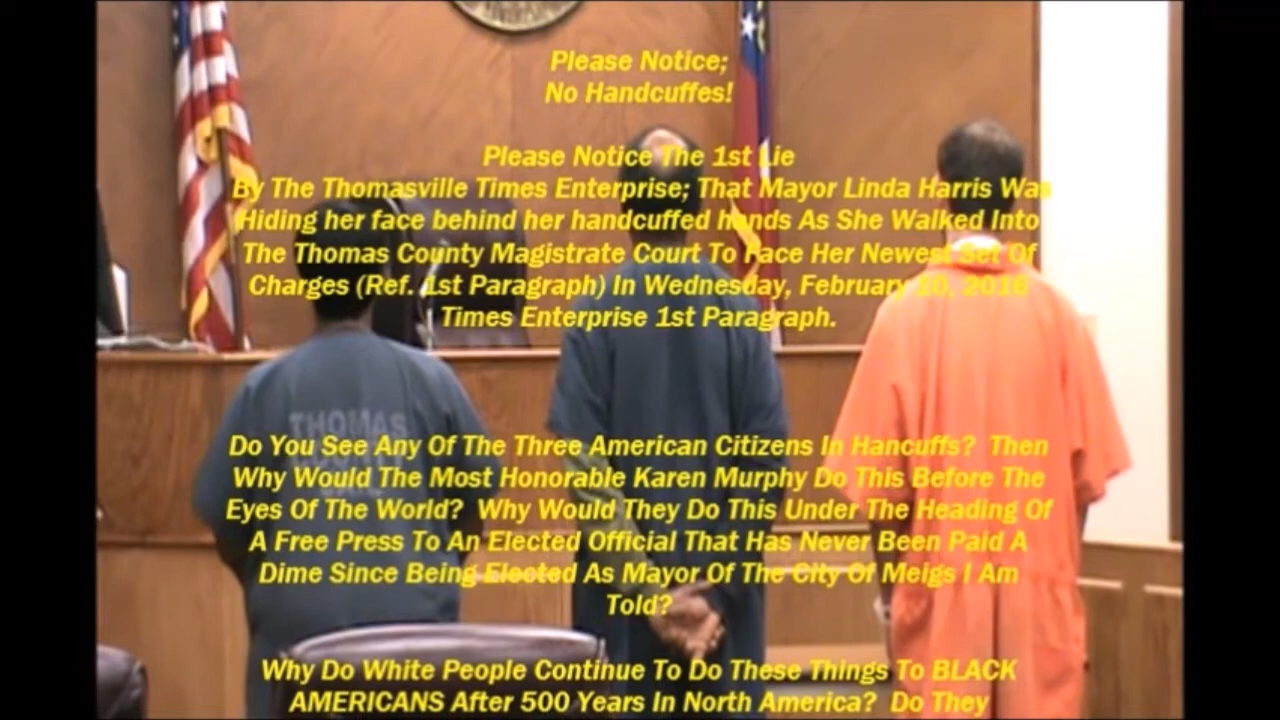 Please Notice;
No Handcuffes!
Please Notice The 1st Lie
By The Thomasville Times Enterprise; That Mayor Linda Harris Was
Hiding her face behind her handcuffed hands As She Walked Into
The Thomas County Magistrate Court To Face Her Newest Set Of
Charges (Ref. 1st Paragraph) In Wednesday, February 10, 2016
Times Enterprise 1st Paragraph.
THOMAS
Do You See Any Of The Three American Citizens In Hancuffs? Then
Why Would The Most Honorable Karen Murphy Do This Before The
Eyes Of The World? Why Would They Do This Under The Heading Of
A Free Press To An Elected Official That Has Never Been Paid A
Dime Since Being Elected As Mayor Of The City Of Meigs I Am
Told?
Why Do White People Continue To Do These Things To BLACK
AMERICANS After 500 Years In North America? Do They